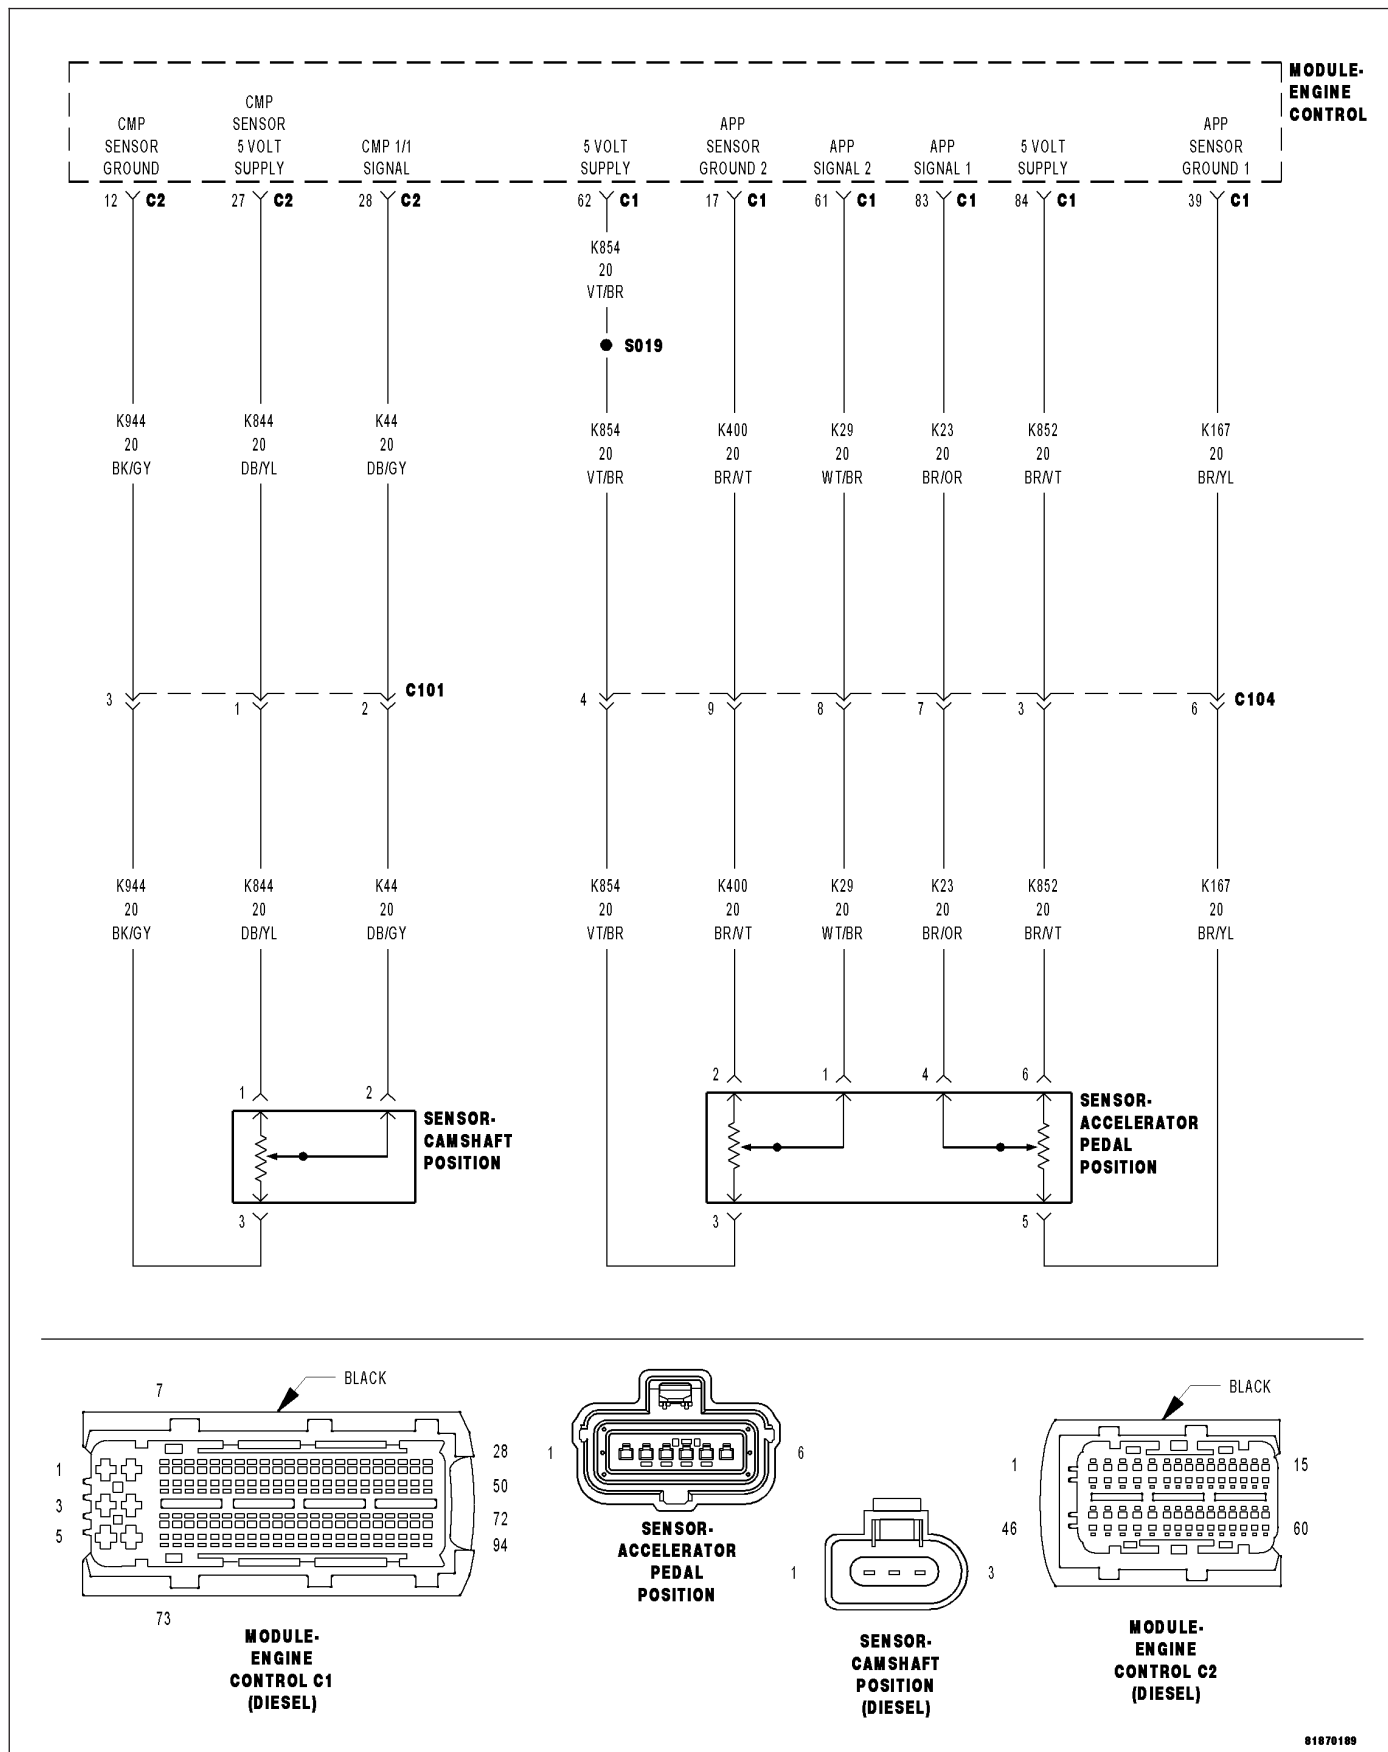 MODULE-
ENGINE
CONTROL
CMP
SENSOR
GROUND
CMP
SENSOR
5 VOLT
SUPPLY
CMP 1/1
SIGNAL
5 VOLT
SUPPLY
APP
SENSOR
GROUND 2
APP
SIGNAL 2
APP
SIGNAL 1
5 VOLT
SUPPLY
APP
SENSOR
GROUND 1
12 C2 27 C2 28 C2 62 C1 17 C1 61 C1 83 C1 84 C1 39 C1
K854
20
VT/BR
S019
K944 K844 K44 K854 K400 K29 K23 K852 K167
20 20 20 20 20 20 20 20 20
BK/GY DB/YL DB/GY VT/BR BR/VT WT/BR BR/OR BR/VT BR/YL
3 1 2 C101 4 9 8 7 3 6 C104
K944 K844 K44 K854 K400 K29 K23 K852 K167
20 20 20 20 20 20 20 20 20
BK/GY DB/YL DB/GY VT/BR BR/VT WT/BR BR/OR BR/VT BR/YL
1 2 2 1 4 6
SENSOR-
CAMSHAFT
POSITION
SENSOR-
ACCELERATOR
PEDAL
POSITION
3 3 5
7 BLACK
1 28
3 50
5 72
94
73
MODULE-
ENGINE
CONTROL C1
(DIESEL)
1 6
SENSOR-
ACCELERATOR
PEDAL
POSITION
1 3
SENSOR-
CAMSHAFT
POSITION
(DIESEL)
BLACK
1 15
46 60
MODULE-
ENGINE
CONTROL C2
(DIESEL)
81870189